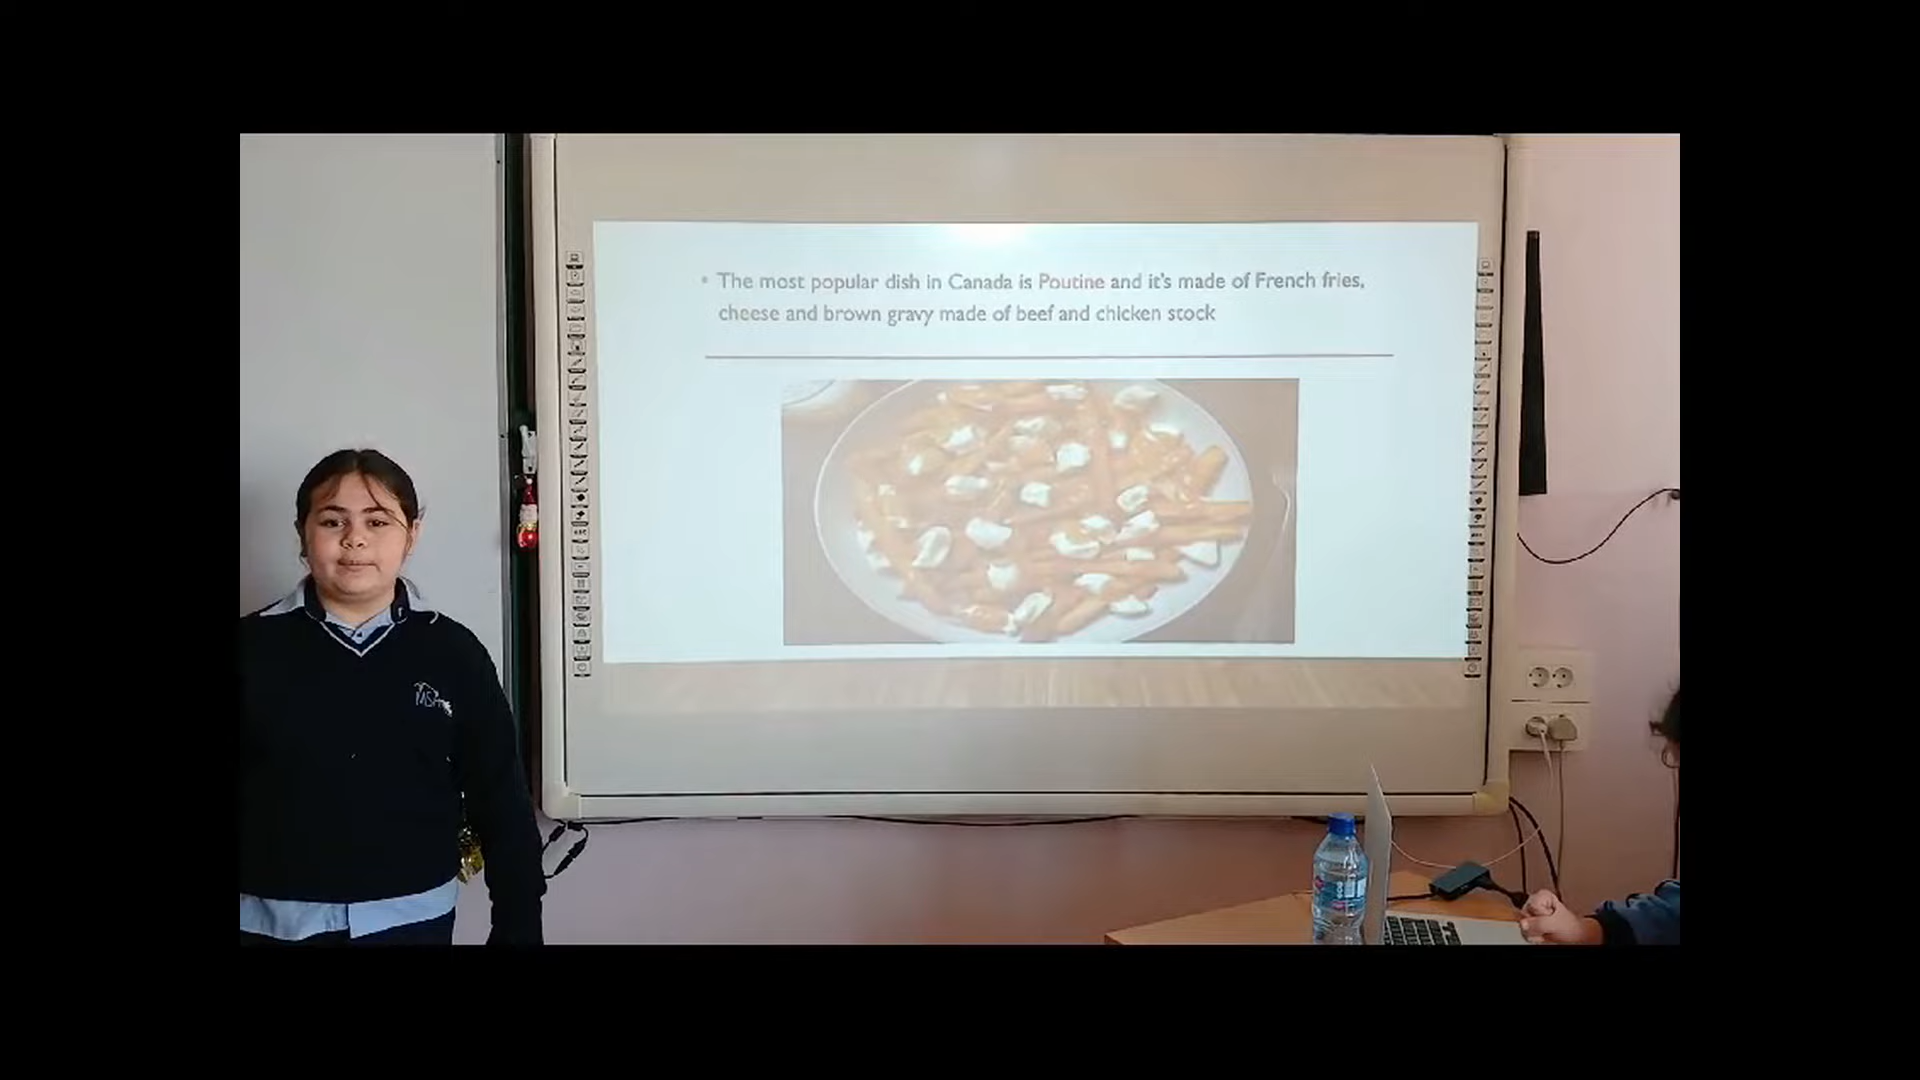 • The most popular dish in Canada is Poutine and it's made of French fries,
cheese and brown gravy made of beef and chicken stock